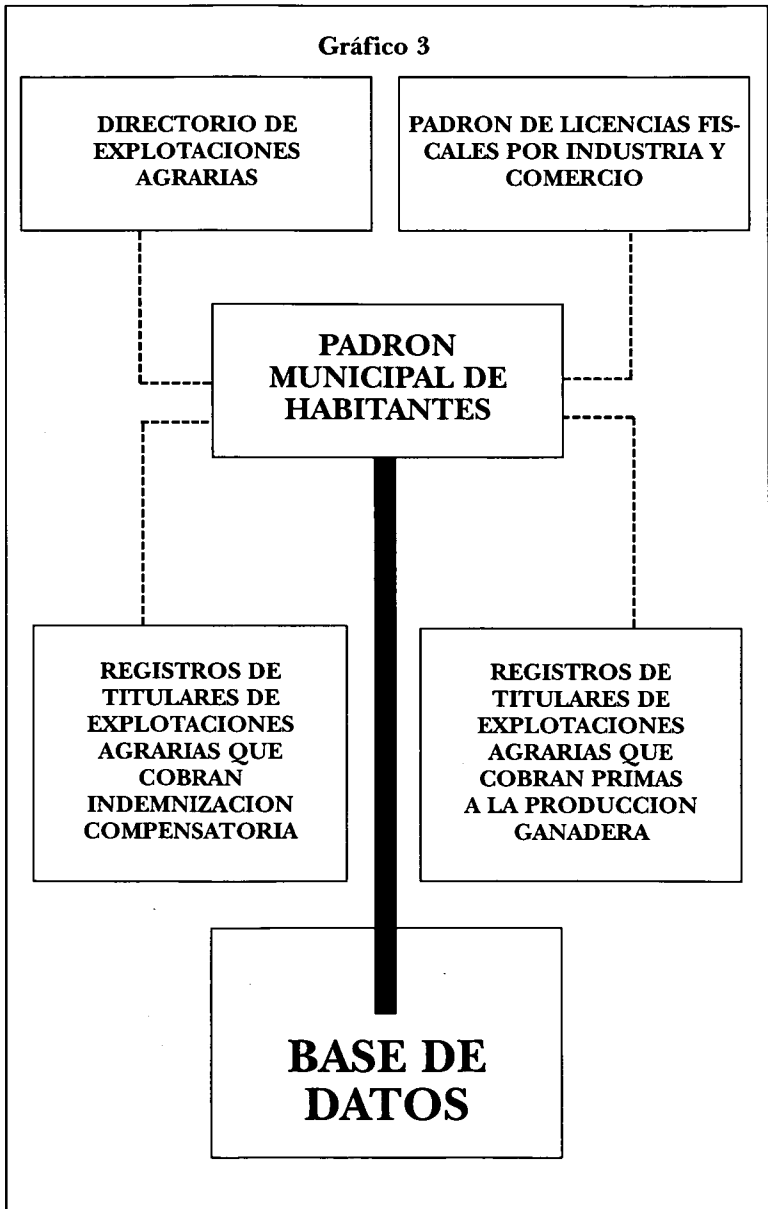 Gráfico 3
DIRECTORIO DE
EXPLOTACIONES
AGRARIAS
PADRON DE LICENCIAS FIS-
CALES POR INDUSTRIA Y
COMERCIO
PADRON
MUNICIPAL DE
HABITANTES
REGISTROS DE
TITULARES DE
EXPLOTACIONES
AGRARIAS QUE
COBRAN
INDEMNIZACION
COMPENSATORIA
REGISTROS DE
TITULARES DE
EXPLOTACIONES
AGRARIAS QUE
COBRAN PRIMAS
A LA PRODUCCION
GANADERA
BASE DE
DATOS